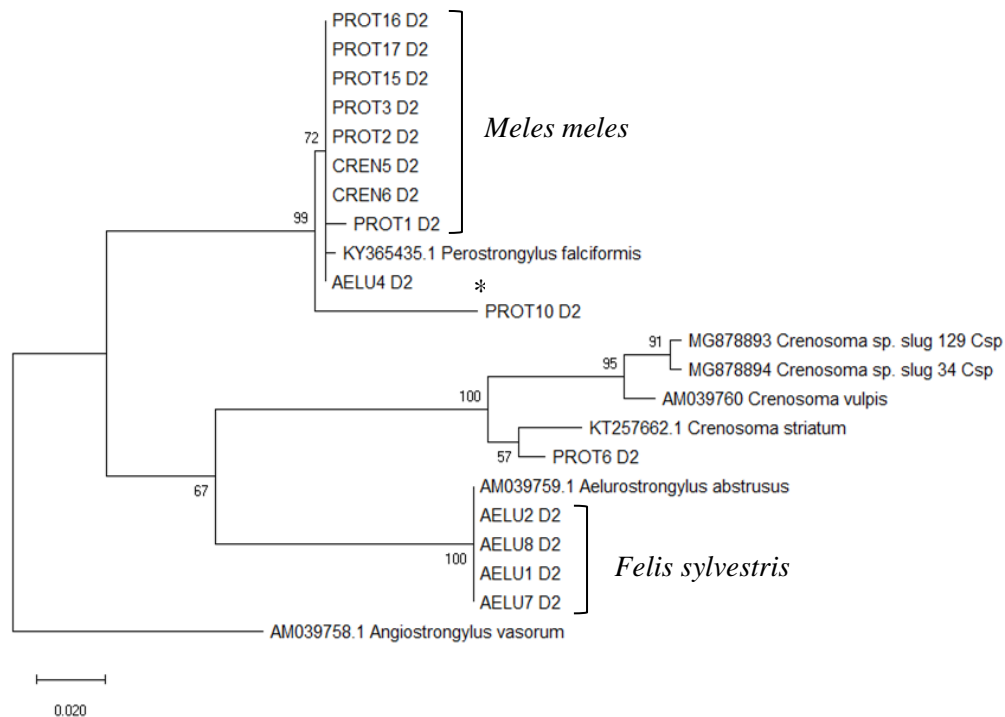 PROT16 D2
PROT17 D2
PROT15 D2
PROT3 D2
72
PROT2 D2
Meles meles
CREN5 D2
CREN6 D2
99
PROT1 D2
KY365435.1 Perostrongylus falciformis
AELU4 D2
*
PROT10 D2
91
MG878893 Crenosoma sp. slug 129 Csp
95
MG878894 Crenosoma sp. slug 34 Csp
100
AM039760 Crenosoma vulpis
KT257662.1 Crenosoma striatum
57
PROT6 D2
67
AM039759.1 Aelurostrongylus abstrusus
AELU2 D2
AELU8 D2
100
AELU1 D2
Felis sylvestris
AELU7 D2
AM039758.1 Angiostrongylus vasorum
0.020